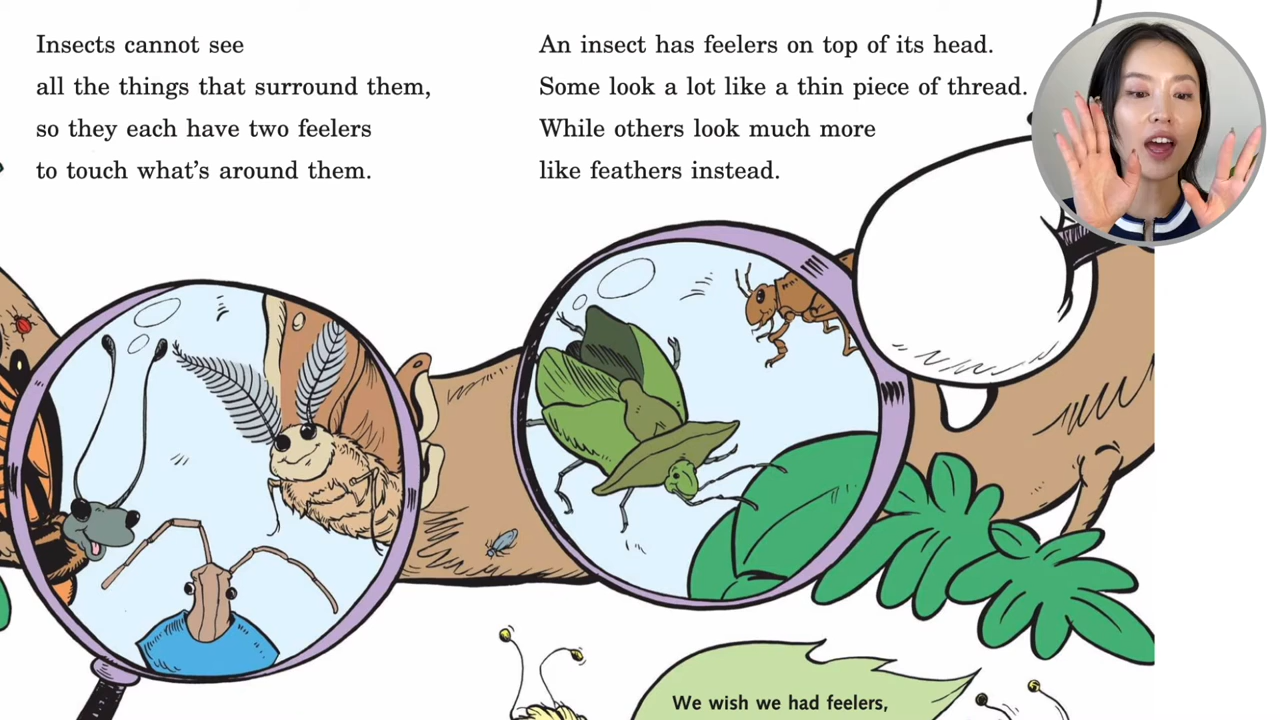 Insects cannot see
all the things that surround them,
so they each have two feelers
to touch what's around them.
An insect has feelers on top of its head.
Some look a lot like a thin piece of thread.
While others look much more
like feathers instead.
We wish we had feelers,